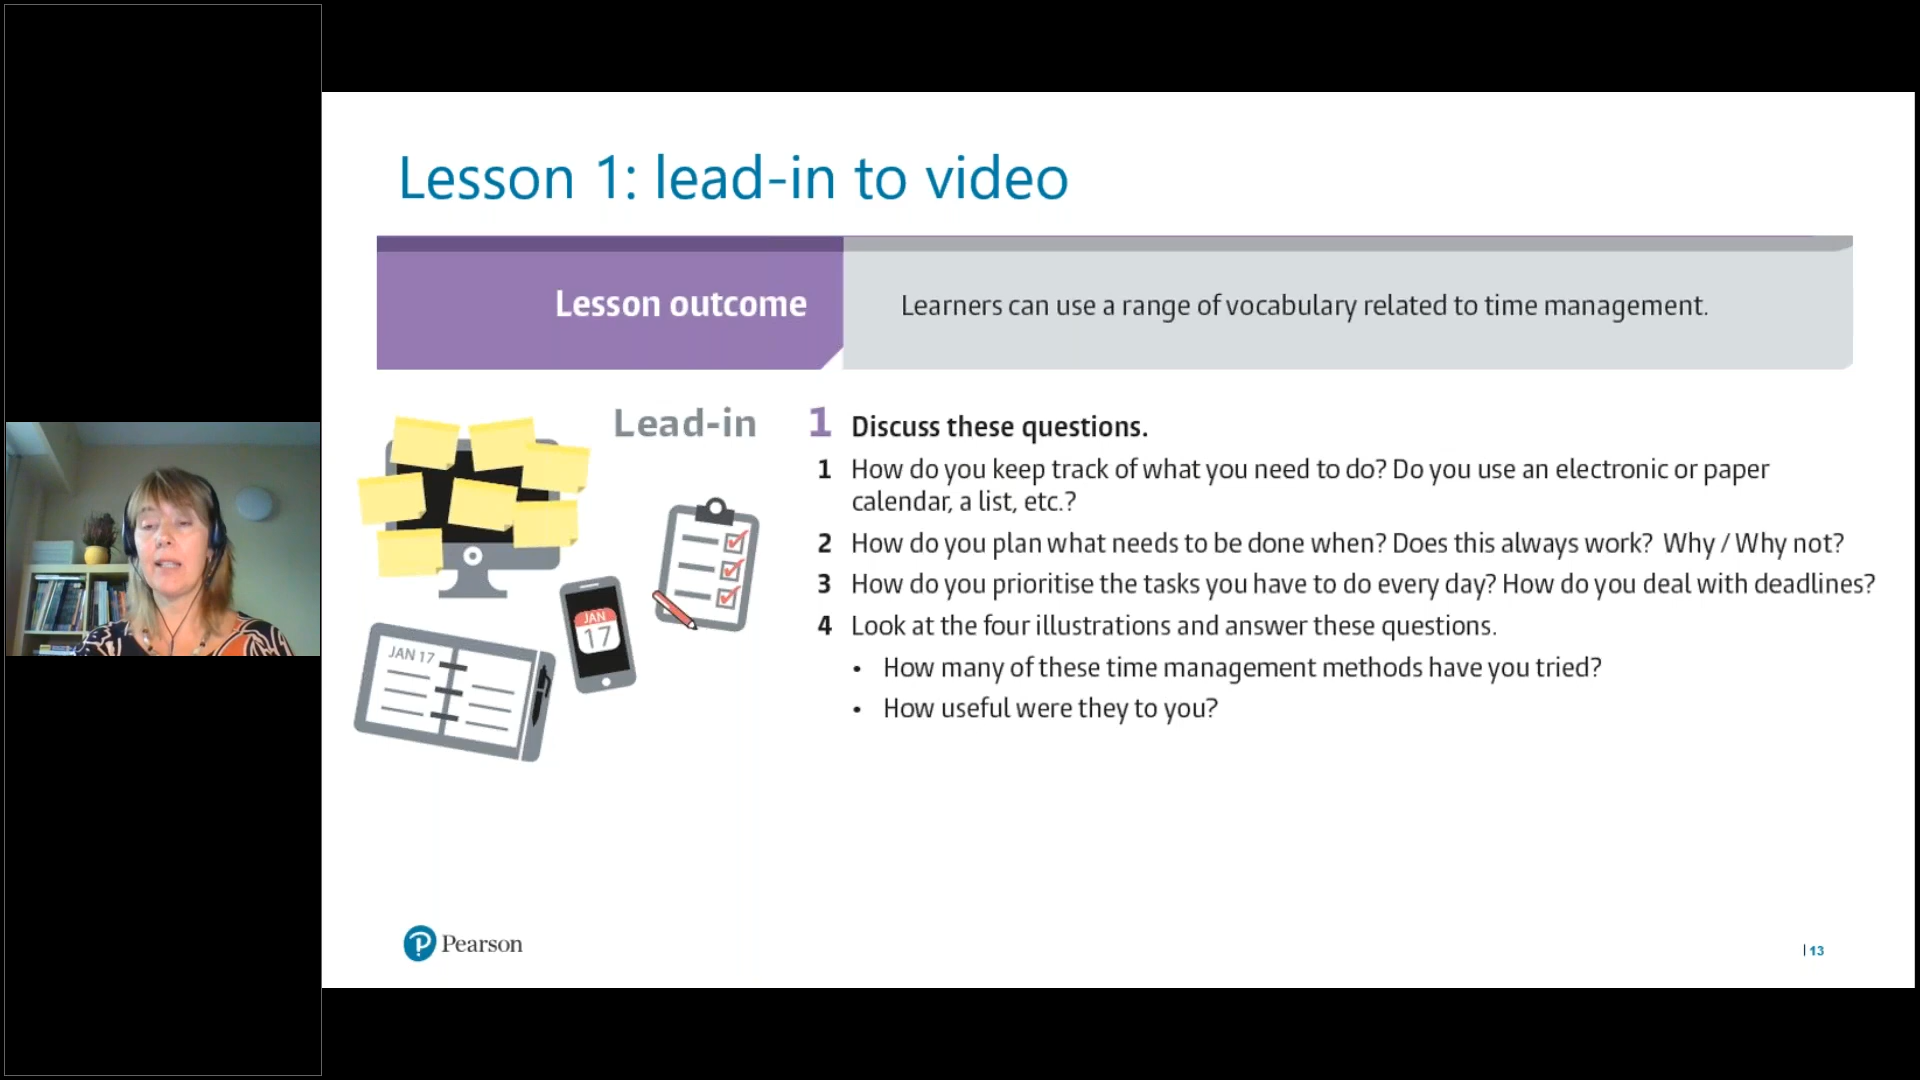 Lesson 1: lead-in to video
Lesson outcome
Learners can use a range of vocabulary related to time management.
Lead-in
1 Discuss these questions.
1 How do you keep track of what you need to do? Do you use an electronic or paper
calendar, a list, etc.?
2 How do you plan what needs to be done when? Does this always work? Why / Why not?
3 How do you prioritise the tasks you have to do every day? How do you deal with deadlines?
4 Look at the four illustrations and answer these questions.
• How many of these time management methods have you tried?
• How useful were they to you?
JAN
17
JAN 17
Pearson
| 13